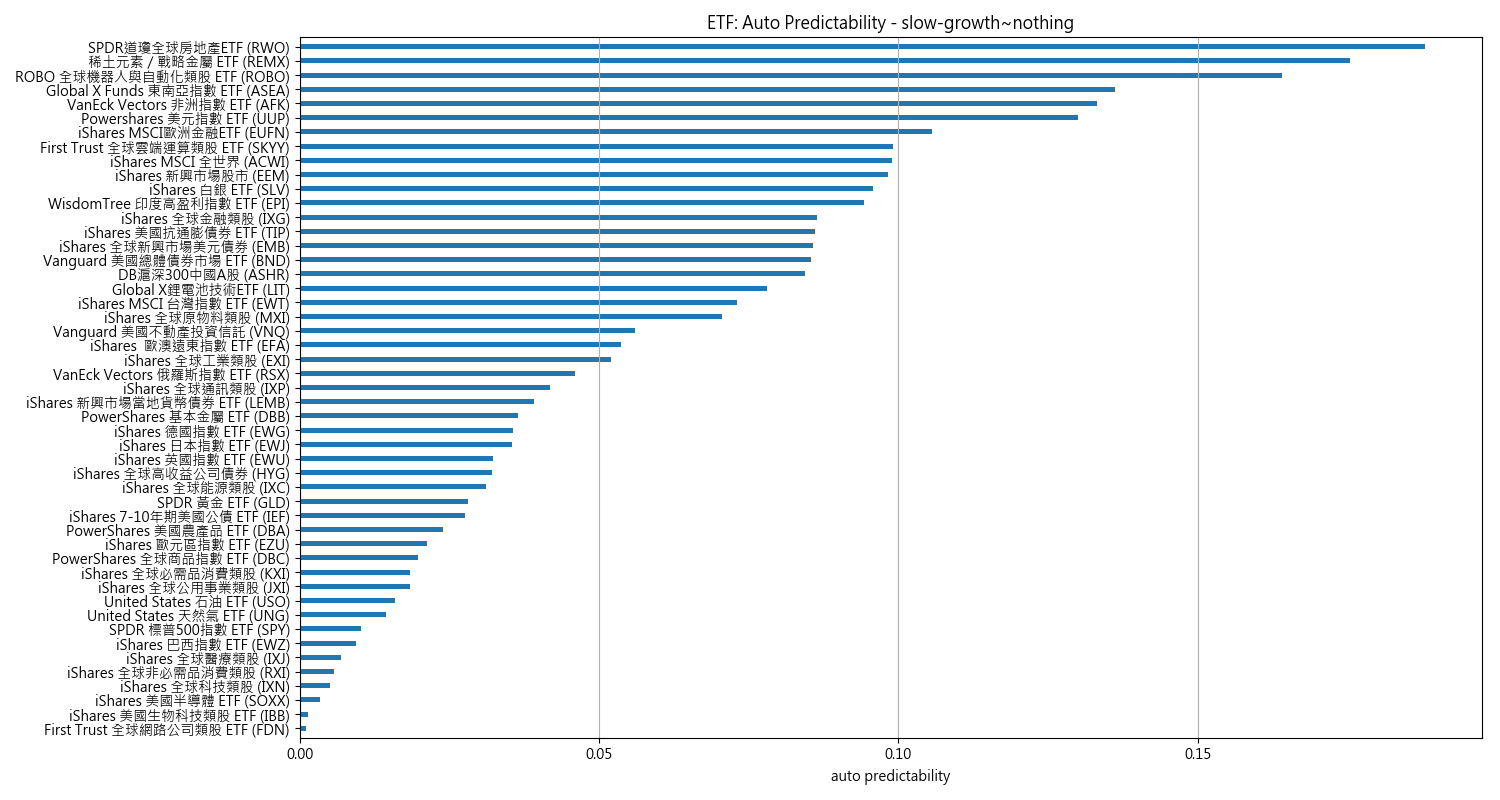 ETF: Auto Predictability - slow-growth~nothing
SPDR道瓊全球房地產ETF (RWO)
稀土元素 / 戰略金屬 ETF (REMX)
ROBO 全球機器人與自動化類股 ETF (ROBO)
Global X Funds 東南亞指數 ETF (ASEA)
VanEck Vectors 非洲指數 ETF (AFK)
Powershares 美元指數 ETF (UUP)
iShares MSCI歐洲金融ETF (EUFN)
First Trust 全球雲端運算類股 ETF (SKYY)
iShares MSCI 全世界 (ACWI)
iShares 新興市場股市 (EEM)
iShares 白銀 ETF (SLV)
WisdomTree 印度高盈利指數 ETF (EPI)
iShares 全球金融類股 (IXG)
iShares 美國抗通膨債券 ETF (TIP)
iShares 全球新興市場美元債券 (EMB)
Vanguard 美國總體債券市場 ETF (BND)
DB滬深300中國A股 (ASHR)
Global X鋰電池技術ETF (LIT)
iShares MSCI 台灣指數 ETF (EWT)
iShares 全球原物料類股 (MXI)
Vanguard 美國不動產投資信託 (VNQ)
iShares  歐澳遠東指數 ETF (EFA)
iShares 全球工業類股 (EXI)
VanEck Vectors 俄羅斯指數 ETF (RSX)
iShares 全球通訊類股 (IXP)
iShares 新興市場當地貨幣債券 ETF (LEMB)
PowerShares 基本金屬 ETF (DBB)
iShares 德國指數 ETF (EWG)
iShares 日本指數 ETF (EWJ)
iShares 英國指數 ETF (EWU)
iShares 全球高收益公司債券 (HYG)
iShares 全球能源類股 (IXC)
SPDR 黃金 ETF (GLD)
iShares 7-10年期美國公債 ETF (IEF)
PowerShares 美國農產品 ETF (DBA)
iShares 歐元區指數 ETF (EZU)
PowerShares 全球商品指數 ETF (DBC)
iShares 全球必需品消費類股 (KXI)
iShares 全球公用事業類股 (JXI)
United States 石油 ETF (USO)
United States 天然氣 ETF (UNG)
SPDR 標普500指數 ETF (SPY)
iShares 巴西指數 ETF (EWZ)
iShares 全球醫療類股 (IXJ)
iShares 全球非必需品消費類股 (RXI)
iShares 全球科技類股 (IXN)
iShares 美國半導體 ETF (SOXX)
iShares 美國生物科技類股 ETF (IBB)
First Trust 全球網路公司類股 ETF (FDN)
0.00 0.05 0.10 0.15
auto predictability